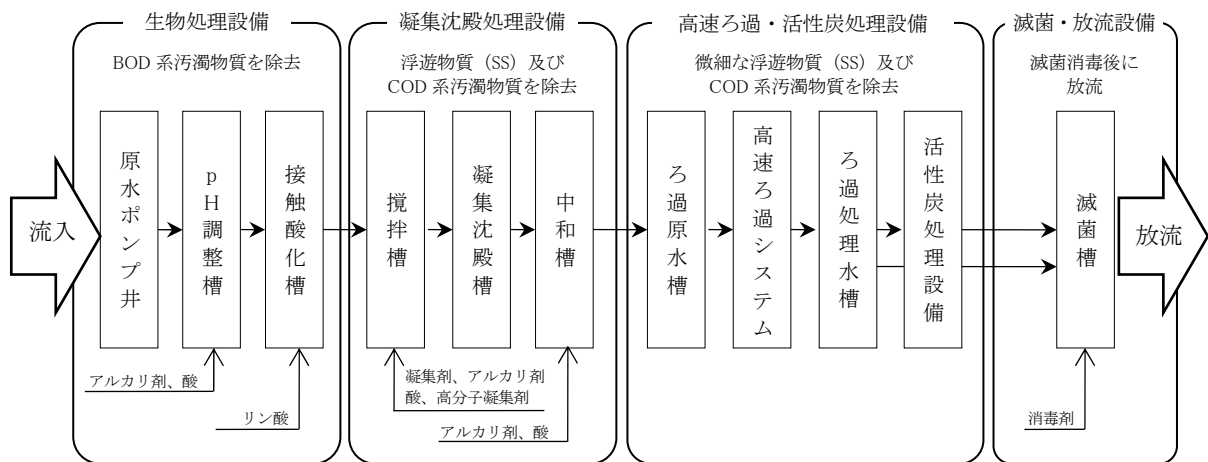 生物処理設備
BOD 系汚濁物質を除去
凝集沈殿処理設備
浮遊物質（SS）及び
COD 系汚濁物質を除去
高速ろ過・活性炭処理設備
微細な浮遊物質（SS）及び
COD 系汚濁物質を除去
滅菌・放流設備
滅菌消毒後に
放流
流入
原水ポンプ井
pH調整槽
接触酸化槽
撹拌槽
凝集沈殿槽
中和槽
ろ過原水槽
高速ろ過システム
ろ過処理水槽
活性炭処理設備
滅菌槽
放流
アルカリ剤、酸
リン酸
凝集剤、アルカリ剤
酸、高分子凝集剤
アルカリ剤、酸
消毒剤